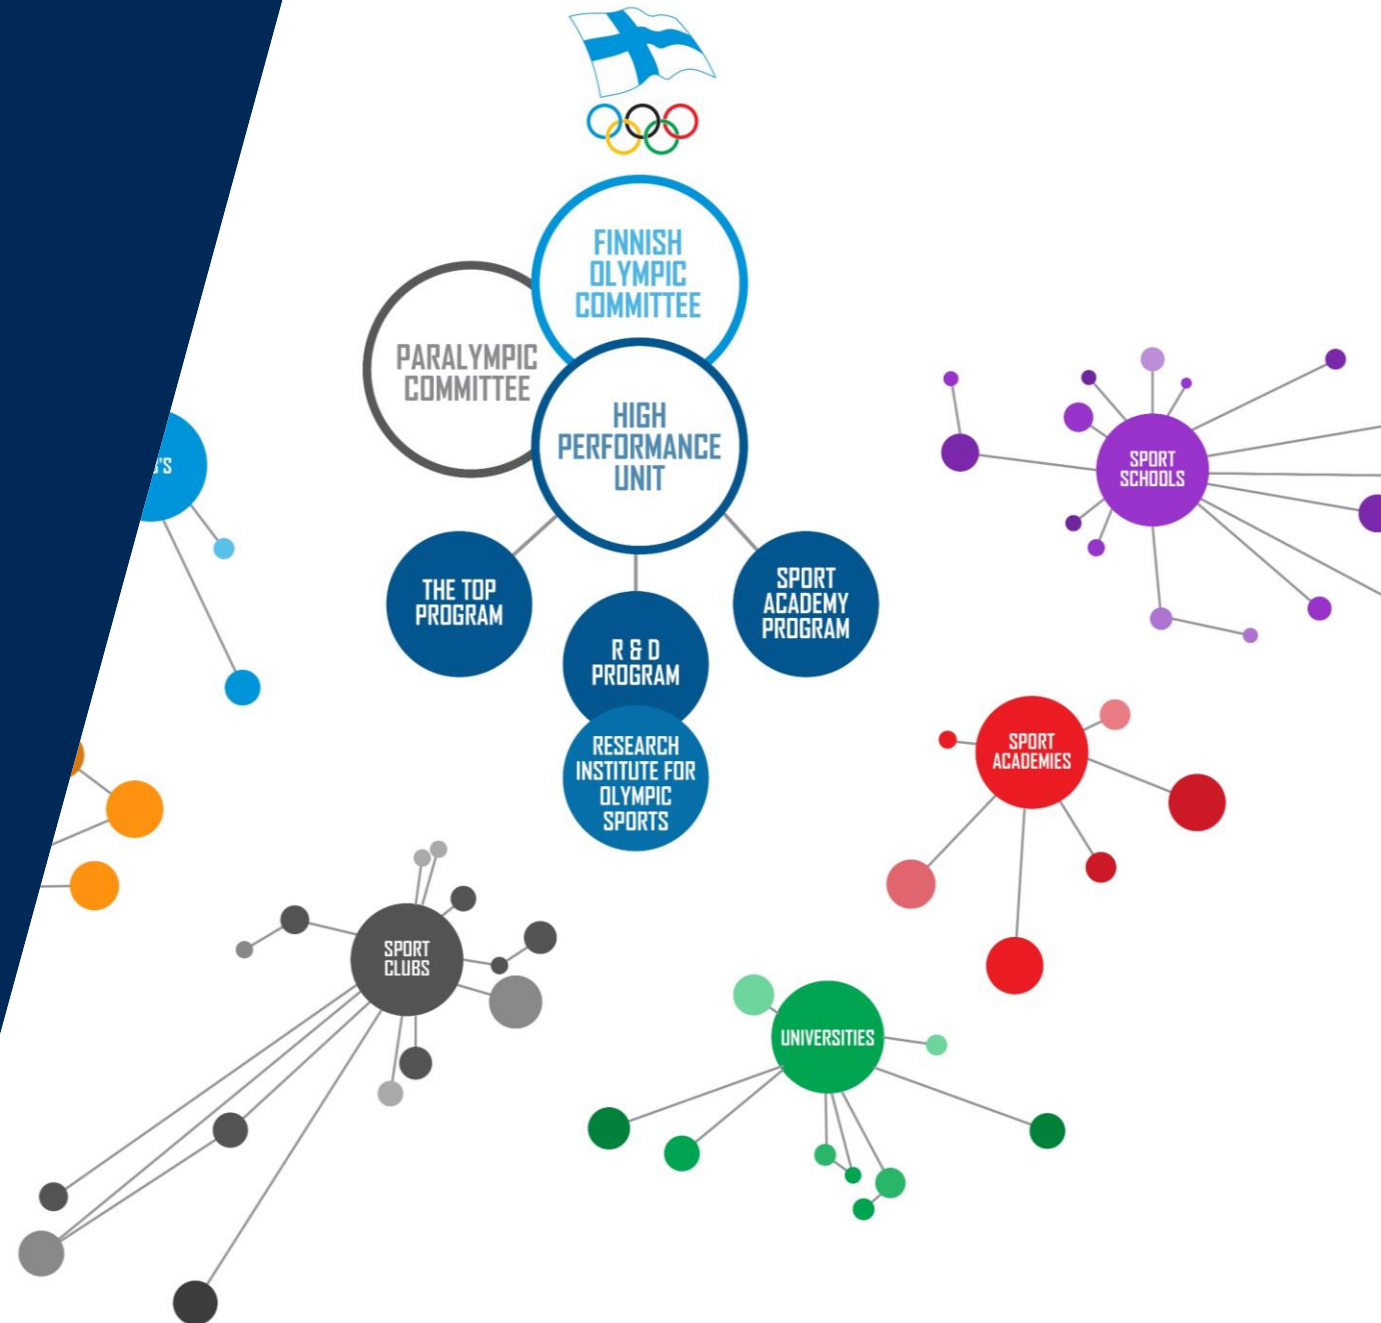 FINNISH
OLYMPIC
COMMITTEE
PARALYMPIC
COMMITTEE
HIGH
PERFORMANCE
UNIT
THE TOP
PROGRAM
R & D
PROGRAM
SPORT
ACADEMY
PROGRAM
RESEARCH
INSTITUTE FOR
OLYMPIC
SPORTS
SPORT
SCHOOLS
SPORT
ACADEMIES
SPORT
CLUBS
UNIVERSITIES